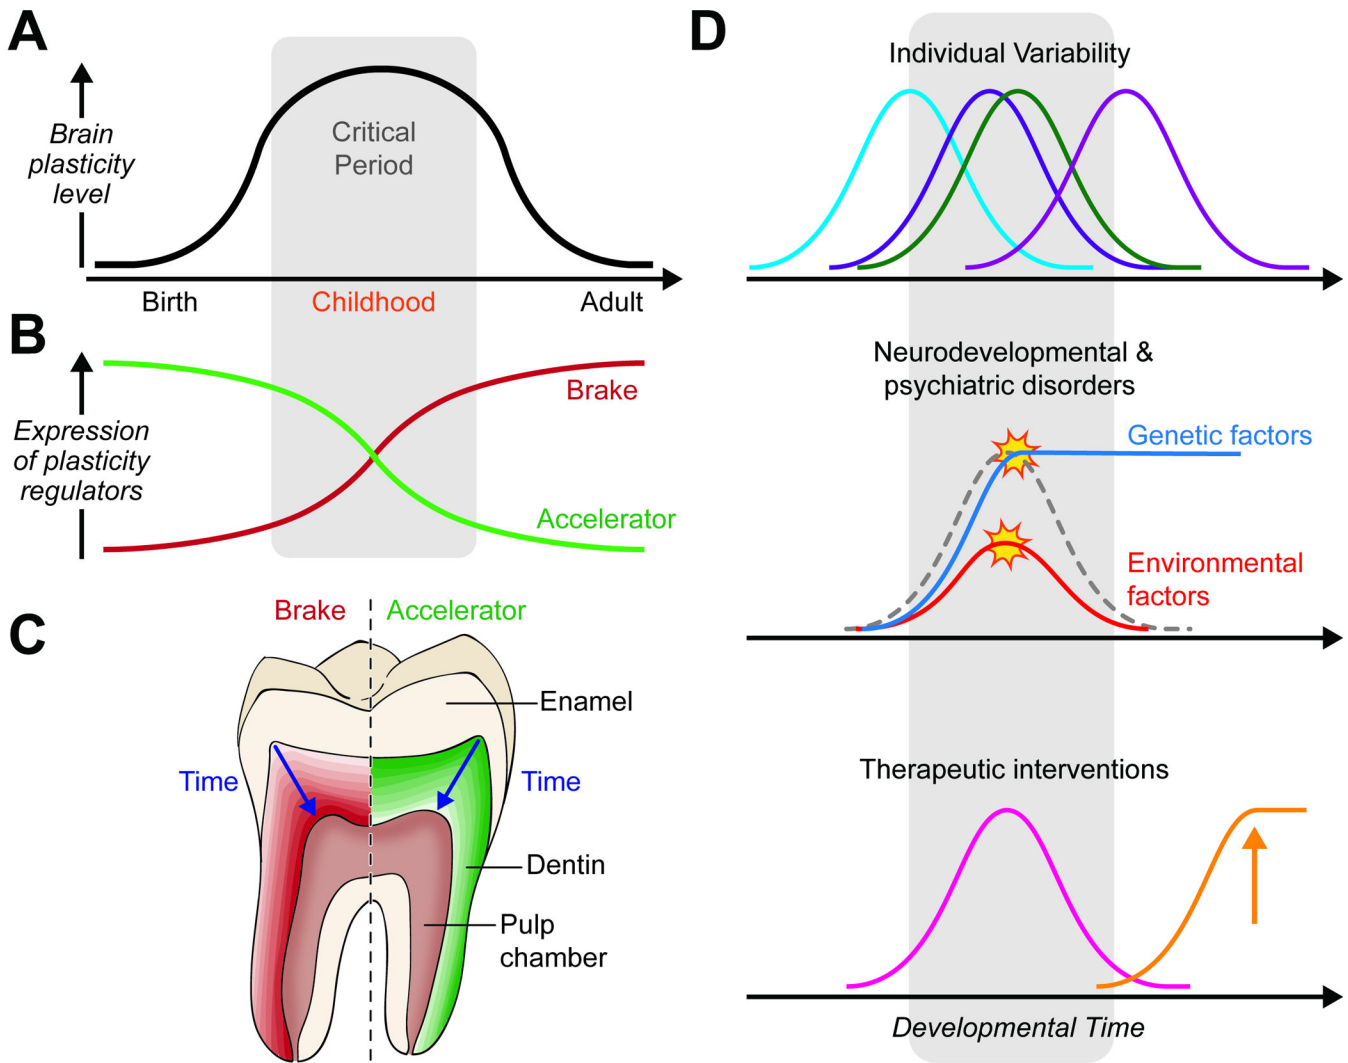 A
Brain
plasticity
level
Critical
Period
Birth
Childhood
Adult
B
Expression
of plasticity
regulators
Brake
Accelerator
C
Brake
Accelerator
Enamel
Time
Time
Dentin
Pulp
chamber
D
Individual Variability
Neurodevelopmental &
psychiatric disorders
Genetic factors
Environmental
factors
Therapeutic interventions
Developmental Time